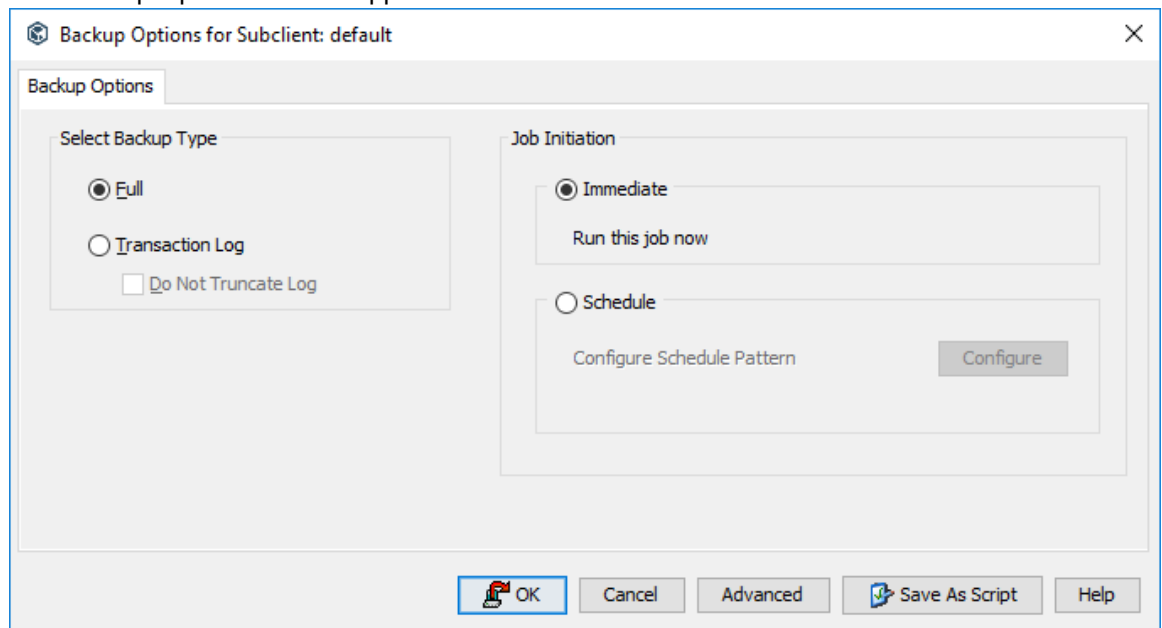 Backup Options for Subclient: default
Backup Options
Select Backup Type
Full
Transaction Log
Do Not Truncate Log
Job Initiation
Immediate
Run this job now
Schedule
Configure Schedule Pattern
Configure
OK
Cancel
Advanced
Save As Script
Help